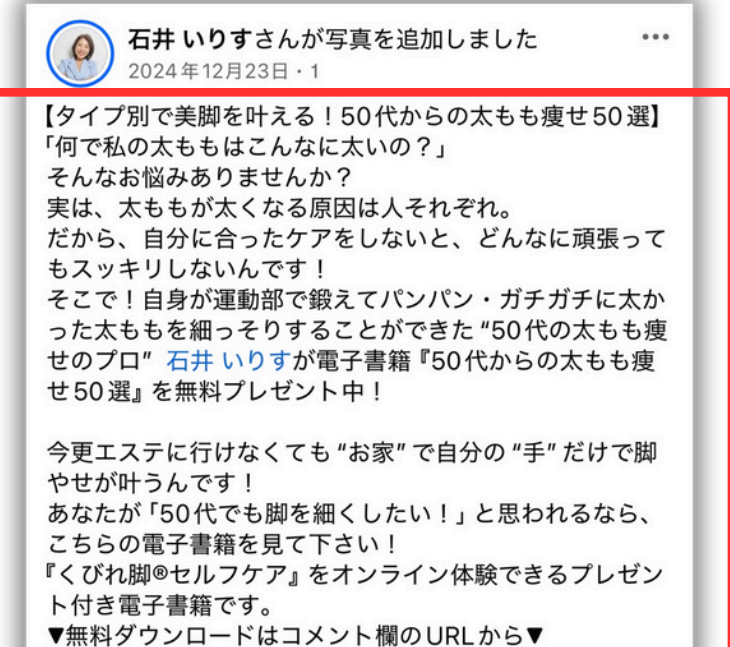 石井 いりすさんが写真を追加しました
2024年12月23日・1
【タイプ別で美脚を叶える！50代からの太もも痩せ50選】
「何で私の太ももはこんなに太いの？」
そんなお悩みありませんか？
実は、太ももが太くなる原因は人それぞれ。
だから、自分に合ったケアをしないと、どんなに頑張って
もスッキリしないんです！
そこで！自身が運動部で鍛えてパンパン・ガチガチに太か
った太ももを細っそりすることができた “50代の太もも痩
せのプロ” 石井 いりすが電子書籍『50代からの太もも痩
せ50選』を無料プレゼント中！
今更エステに行けなくても “お家” で自分の “手” だけで脚
やせが叶うんです！
あなたが「50代でも脚を細くしたい！」と思われるなら、
こちらの電子書籍を見て下さい！
『くびれ脚®セルフケア』をオンライン体験できるプレゼン
ト付き電子書籍です。
▼無料ダウンロードはコメント欄のURLから▼